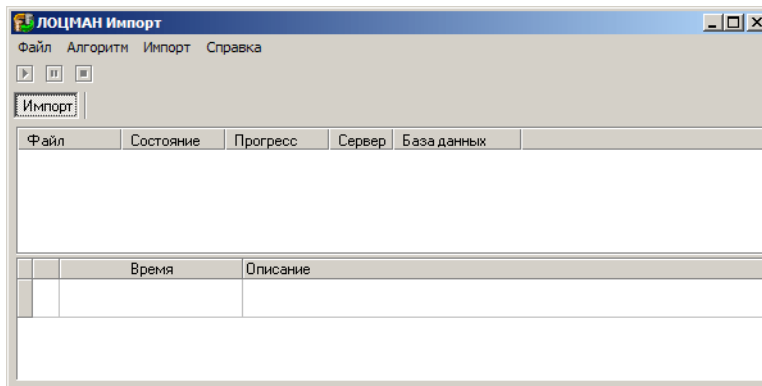 ЛОЦМАН Импорт
Файл Алгоритм Импорт Справка
Импорт
Файл Состояние Прогресс Сервер База данных
Время Описание